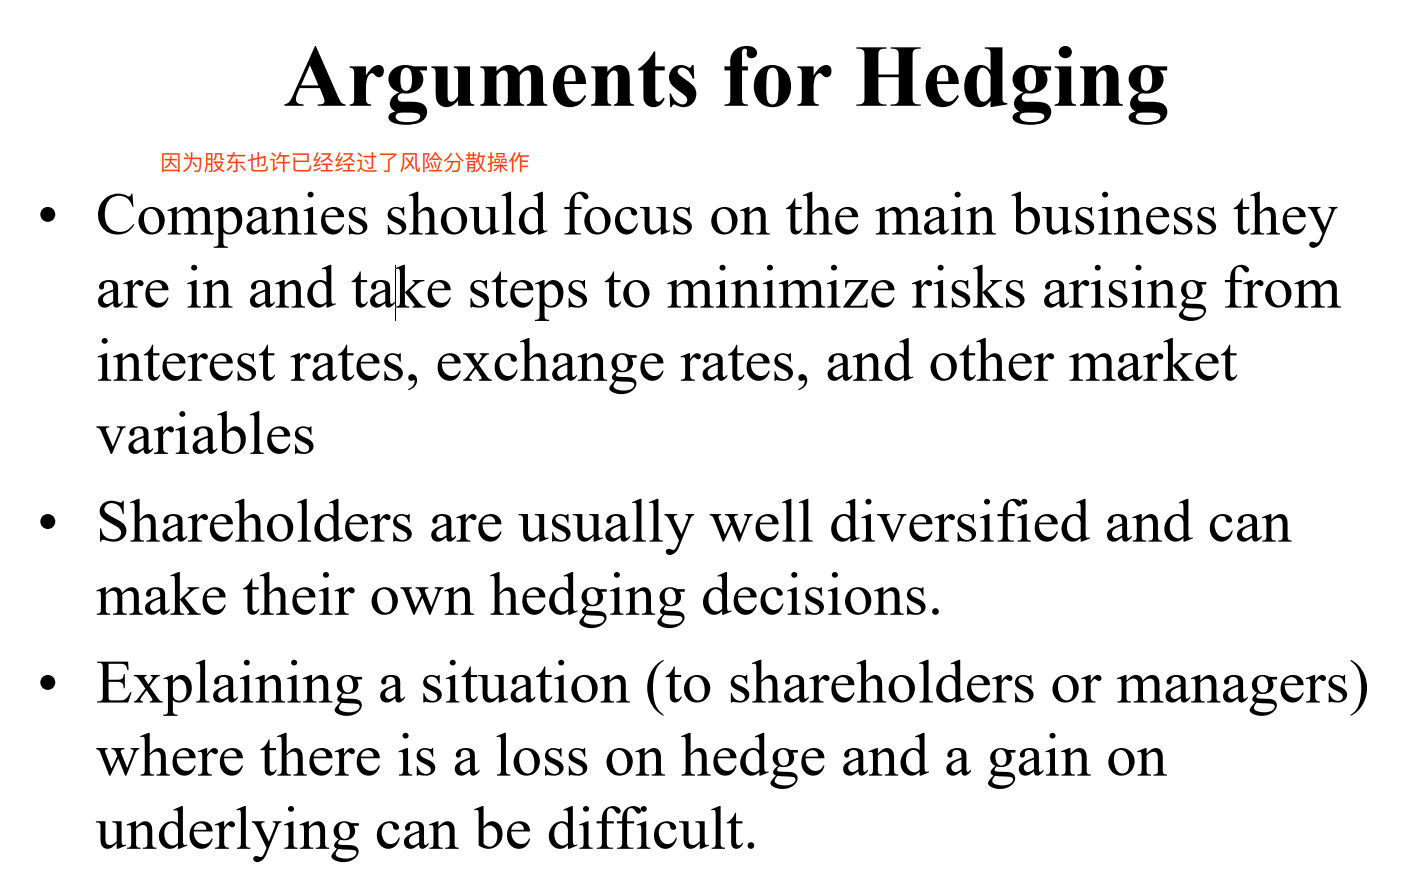 Arguments for Hedging
因为股东也许已经经过了风险分散操作
• Companies should focus on the main business they
are in and take steps to minimize risks arising from
interest rates, exchange rates, and other market
variables
• Shareholders are usually well diversified and can
make their own hedging decisions.
• Explaining a situation (to shareholders or managers)
where there is a loss on hedge and a gain on
underlying can be difficult.